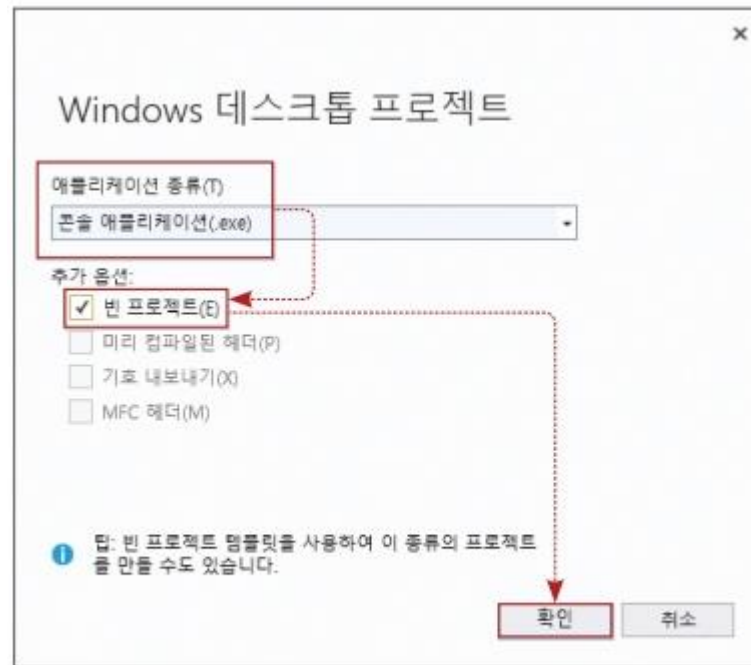 Windows 데스크톱 프로젝트
애플리케이션 종류(T)
콘솔 애플리케이션(.exe)
추가 옵션:
빈 프로젝트(E)
미리 컴파일된 헤더(P)
기호 내보내기(X)
MFC 헤더(M)
팁: 빈 프로젝트 템플릿을 사용하여 이 종류의 프로젝트
를 만들 수도 있습니다.
확인 취소